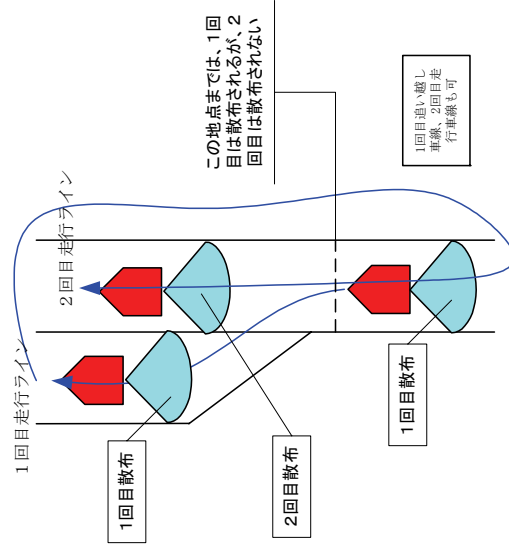 1回目走行ライン
2回目走行ライン
この地点までは、1回
目は散布されるが、2
回目は散布されない
1回目追い越し
車線、2回目走
行車線も可
1回目散布
2回目散布
1回目散布